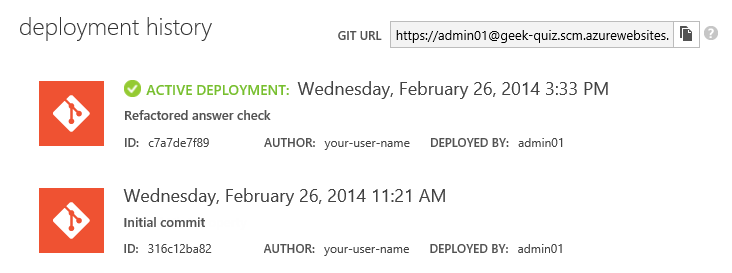 deployment history
GIT URL https://admin01@geek-quiz.scm.azurewebsites. ?
ACTIVE DEPLOYMENT: Wednesday, February 26, 2014 3:33 PM
Refactored answer check
ID: c7a7de7f89 AUTHOR: your-user-name DEPLOYED BY: admin01
Wednesday, February 26, 2014 11:21 AM
Initial commit
ID: 316c12ba82 AUTHOR: your-user-name DEPLOYED BY: admin01